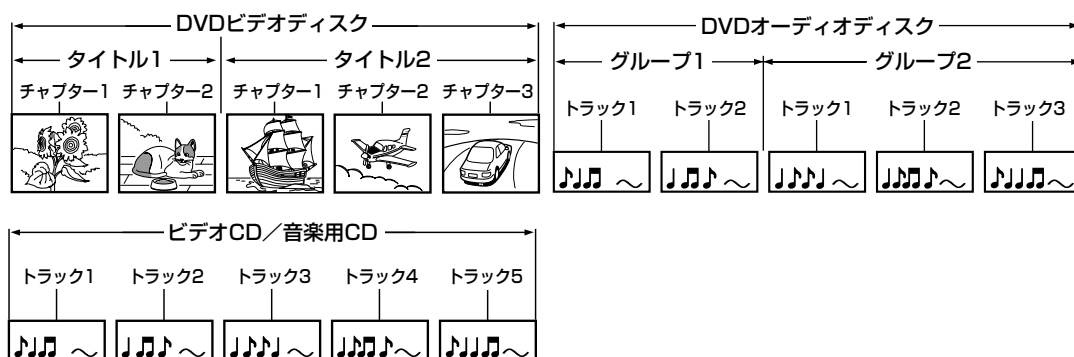 DVDビデオディスク
タイトル1 タイトル2
チャプター1 チャプター2 チャプター1 チャプター2 チャプター3
DVDオーディオディスク
グループ1 グループ2
トラック1 トラック2 トラック1 トラック2 トラック3
ビデオCD／音楽用CD
トラック1 トラック2 トラック3 トラック4 トラック5